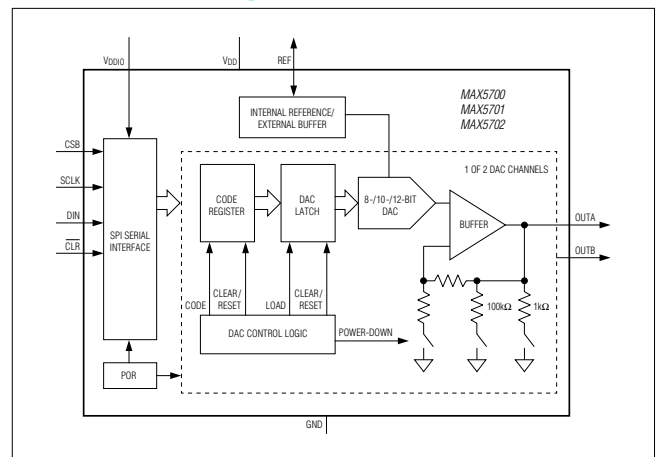 VDDIO
VDD
REF
MAX5700
MAX5701
MAX5702
INTERNAL REFERENCE/
EXTERNAL BUFFER
CSB
SCLK
DIN
CLR
SPI SERIAL
INTERFACE
1 OF 2 DAC CHANNELS
CODE
REGISTER
DAC
LATCH
8-/10-/12-BIT
DAC
BUFFER
OUTA
OUTB
CODE
CLEAR/
RESET
LOAD
CLEAR/
RESET
100kΩ
1kΩ
DAC CONTROL LOGIC
POWER-DOWN
POR
GND